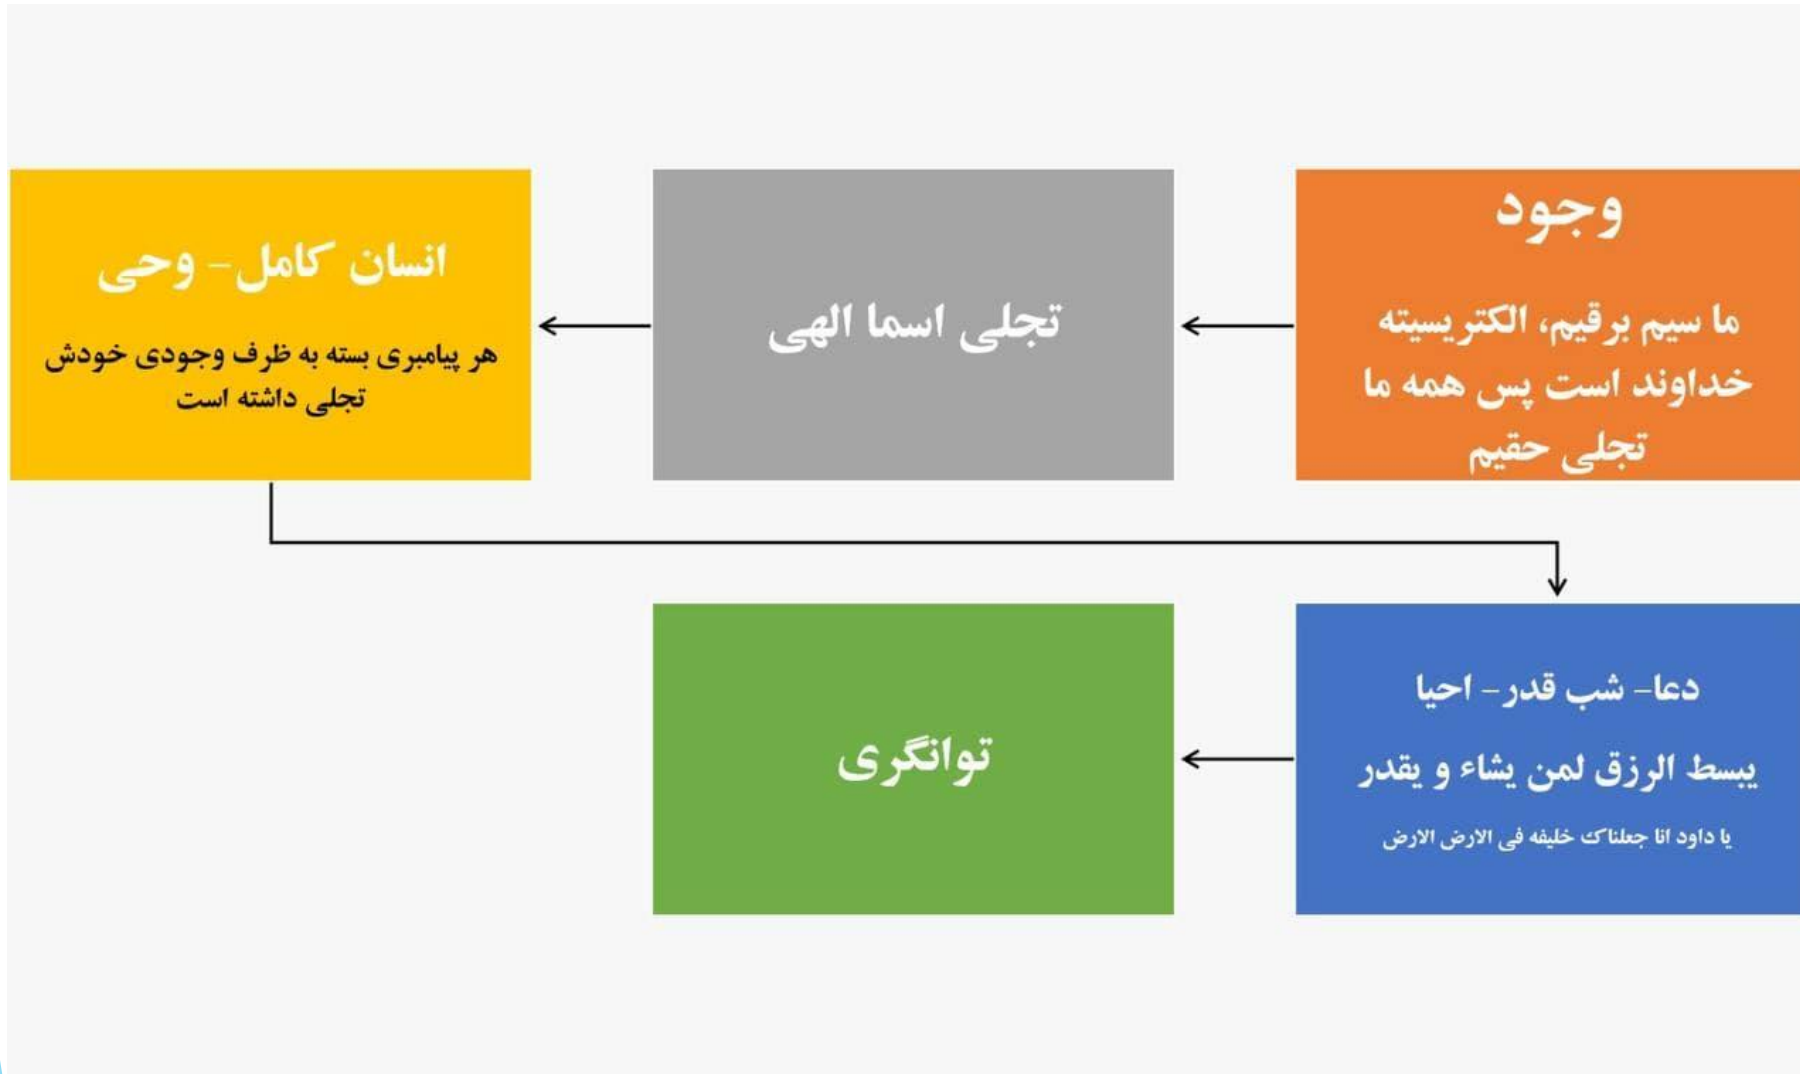 وجود
ما سیم برقیم، الکتریسیته
خداوند است پس همه ما
تجلی حقیم
تجلی اسما الهی
انسان کامل- وحی
هر پیامبری بسته به ظرف وجودی خودش
تجلی داشته است
دعا- شب قدر- احیا
یبسط الرزق لمن یشاء و یقدر
یا داود انا جعلناک خلیفه فی الارض الارض
توانگری